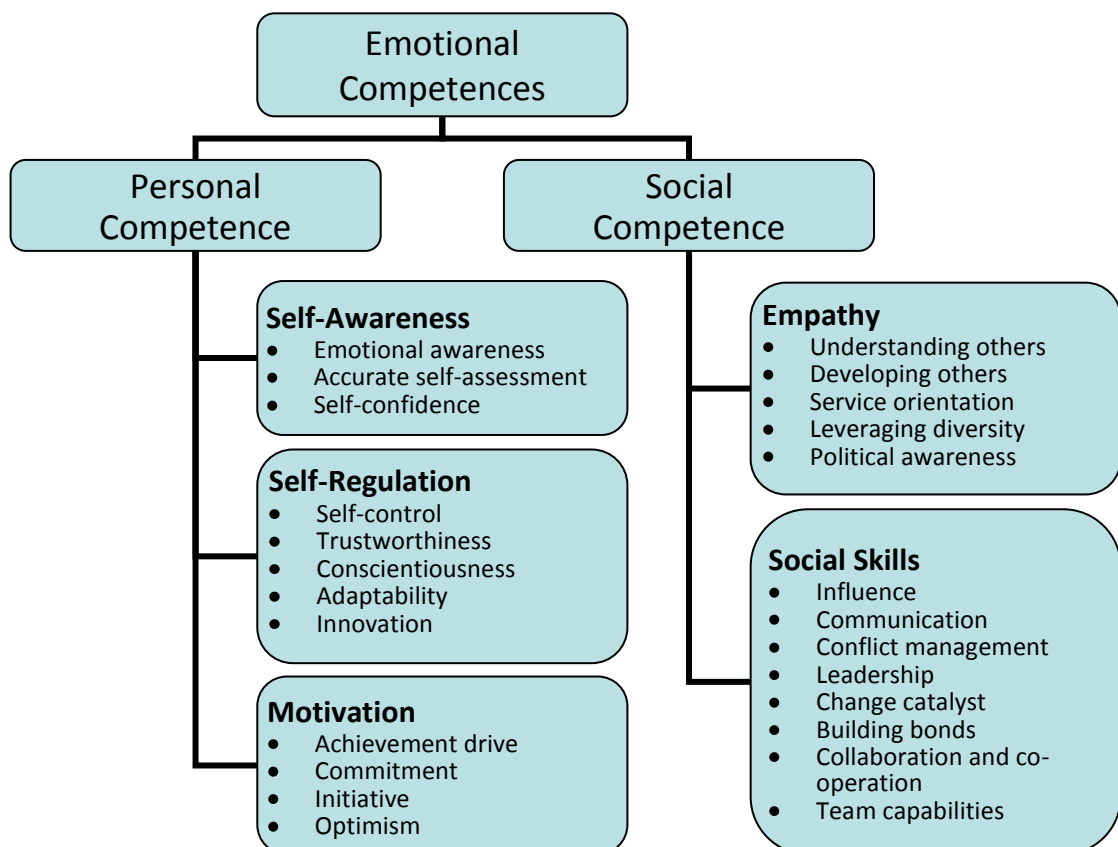 Emotional
Competences
Personal
Competence
Social
Competence
Self-Awareness
• Emotional awareness
• Accurate self-assessment
• Self-confidence
Self-Regulation
• Self-control
• Trustworthiness
• Conscientiousness
• Adaptability
• Innovation
Motivation
• Achievement drive
• Commitment
• Initiative
• Optimism
Empathy
• Understanding others
• Developing others
• Service orientation
• Leveraging diversity
• Political awareness
Social Skills
• Influence
• Communication
• Conflict management
• Leadership
• Change catalyst
• Building bonds
• Collaboration and co-
operation
• Team capabilities